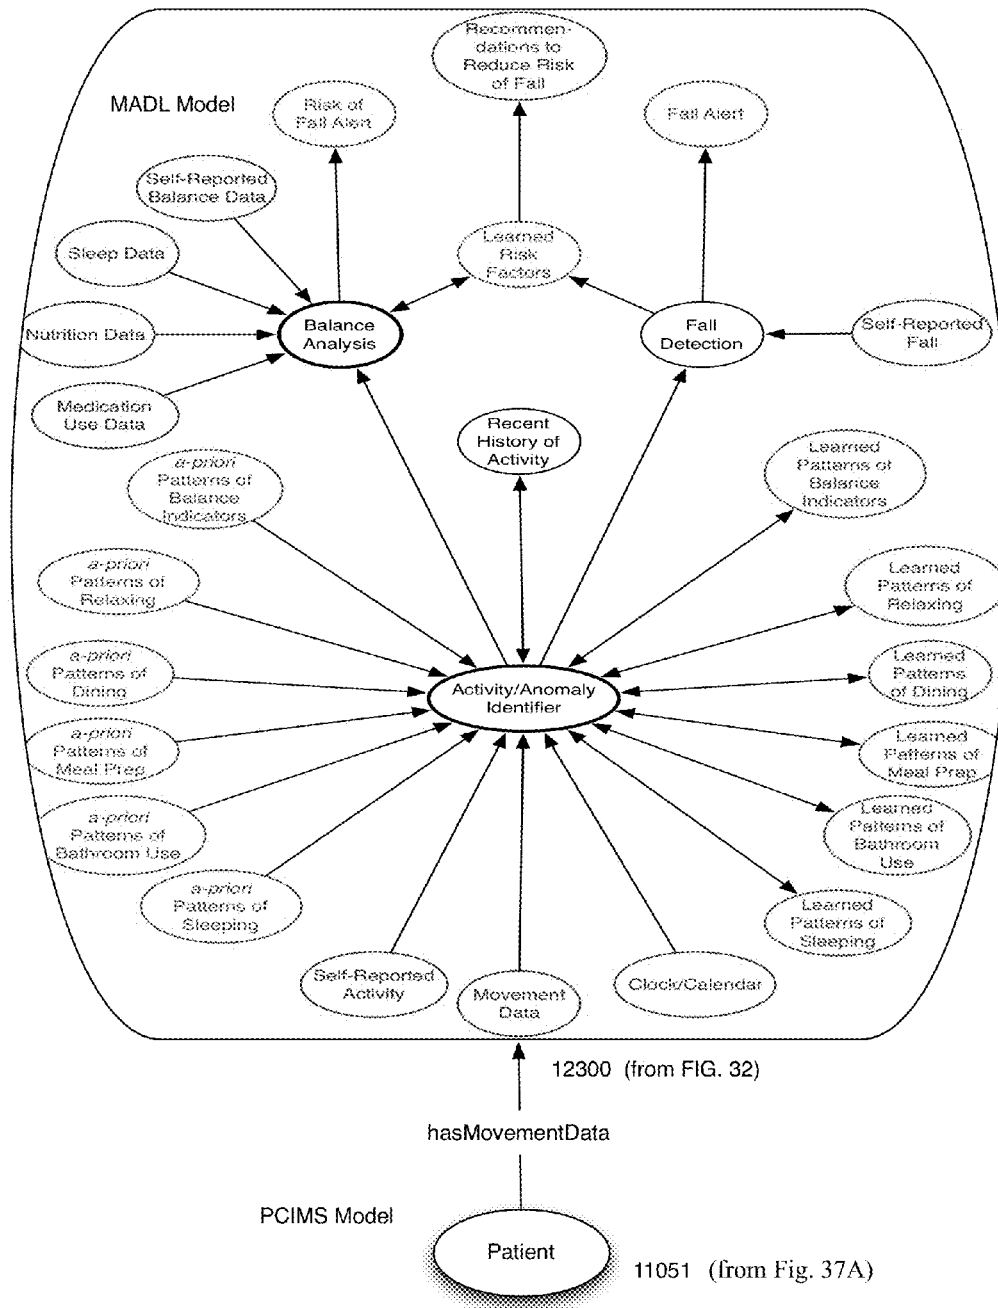 Recommen-
dations to
Reduce Risk
of Fall
MADL Model
Risk of
Fall Alert
Fall Alert
Self-Reported
Balance Data
Sleep Data
Learned
Risk
Factors
Nutrition Data
Balance
Analysis
Fall
Detection
Self-Reported
Fall
Medication
Use Data
Recent
History of
Activity
a-priori
Patterns of
Balance
Indicators
Learned
Patterns of
Balance
Indicators
a-priori
Patterns of
Relaxing
Learned
Patterns of
Relaxing
a-priori
Patterns of
Dining
Activity/Anomaly
Identifier
Learned
Patterns
of Dining
a-priori
Patterns of
Meal Prep
Learned
Patterns of
Meal Prep
a-priori
Patterns of
Bathroom Use
Learned
Patterns of
Bathroom
Use
a-priori
Patterns of
Sleeping
Learned
Patterns of
Sleeping
Self-Reported
Activity
Movement
Data
Clock/Calendar
12300 (from FIG. 32)
hasMovementData
PCIMS Model
Patient
11051 (from Fig. 37A)